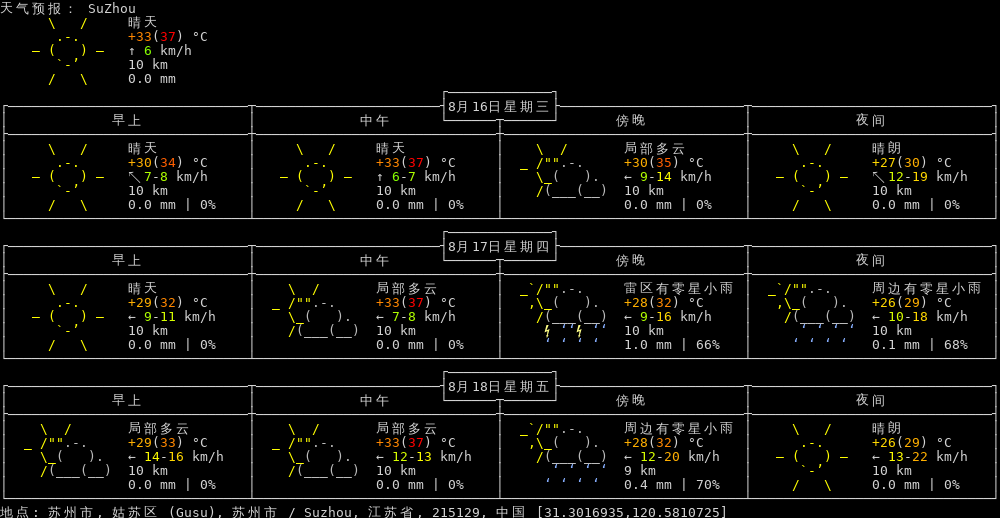 天气预报: SuZhou
晴天
+33(37) °C
↑ 6 km/h
10 km
0.0 mm
8月16日星期三
早上 中午 傍晚 夜间
晴天 晴天 局部多云 晴朗
+30(34) °C +33(37) °C +30(35) °C +27(30) °C
↖ 7-8 km/h ↑ 6-7 km/h ← 9-14 km/h ↖ 12-19 km/h
10 km 10 km 10 km 10 km
0.0 mm | 0% 0.0 mm | 0% 0.0 mm | 0% 0.0 mm | 0%
8月17日星期四
早上 中午 傍晚 夜间
晴天 局部多云 雷区有零星小雨 周边有零星小雨
+29(32) °C +33(37) °C +28(32) °C +26(29) °C
← 9-11 km/h ← 7-8 km/h ← 9-16 km/h ← 10-18 km/h
10 km 10 km 10 km 10 km
0.0 mm | 0% 0.0 mm | 0% 1.0 mm | 66% 0.1 mm | 68%
8月18日星期五
早上 中午 傍晚 夜间
局部多云 局部多云 周边有零星小雨 晴朗
+29(33) °C +33(37) °C +28(32) °C +26(29) °C
← 14-16 km/h ← 12-13 km/h ← 12-20 km/h ← 13-22 km/h
10 km 10 km 9 km 10 km
0.0 mm | 0% 0.0 mm | 0% 0.4 mm | 70% 0.0 mm | 0%
地点: 苏州市, 姑苏区 (Gusu), 苏州市 / Suzhou, 江苏省, 215129, 中国 [31.3016935,120.5810725]